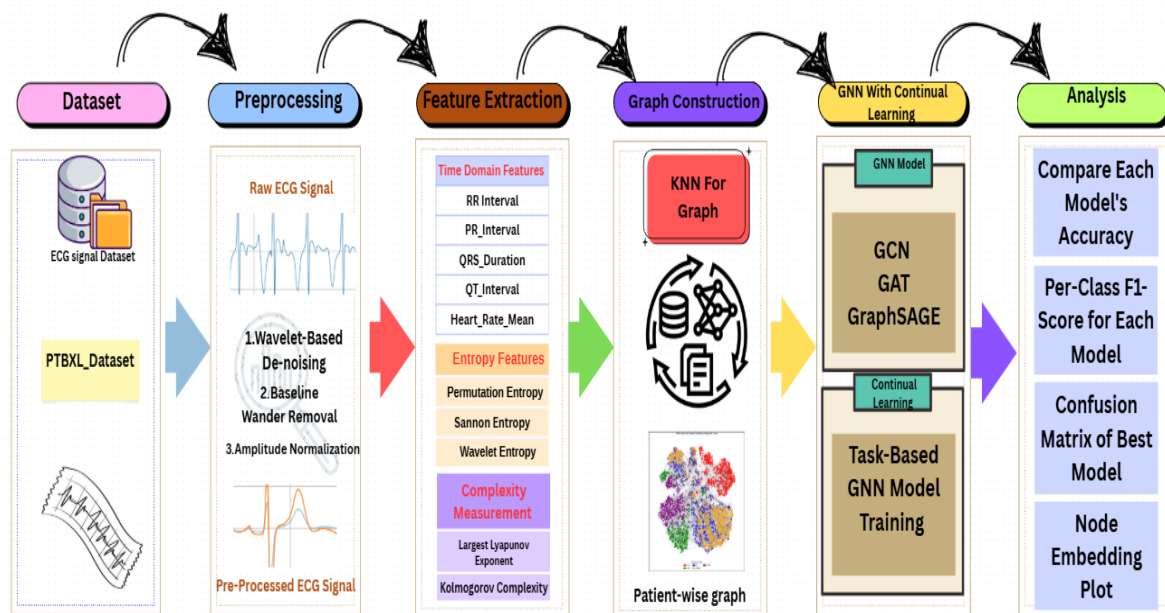 Dataset
Preprocessing
Feature Extraction
Graph Construction
GNN With Continual
Learning
Analysis
ECG signal Dataset
PTBXL_Dataset
Raw ECG Signal
1.Wavelet-Based
De-noising
2.Baseline
Wander Removal
3.Amplitude Normalization
Pre-Processed ECG Signal
Time Domain Features
RR Interval
PR_Interval
QRS_Duration
QT_Interval
Heart_Rate_Mean
Entropy Features
Permutation Entropy
Sannon Entropy
Wavelet Entropy
Complexity
Measurement
Largest Lyapunov
Exponent
Kolmogorov Complexity
KNN For
Graph
Patient-wise graph
GNN Model
GCN
GAT
GraphSAGE
Continual
Learning
Task-Based
GNN Model
Training
Compare Each
Model's
Accuracy
Per-Class F1-
Score for Each
Model
Confusion
Matrix of Best
Model
Node
Embedding
Plot